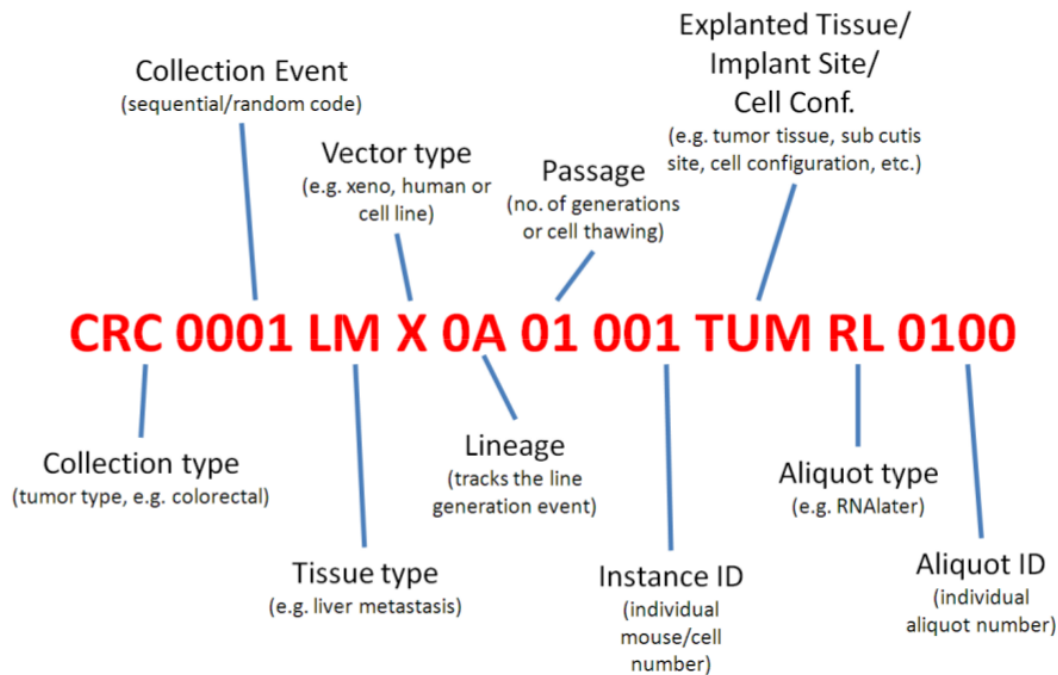 Explanted Tissue/
Implant Site/
Cell Conf.
(e.g. tumor tissue, sub cutis
site, cell configuration, etc.)
Collection Event
(sequential/random code)
Vector type
(e.g. xeno, human or
cell line)
Passage
(no. of generations
or cell thawing)
CRC 0001 LM X 0A 01 001 TUM RL 0100
Collection type
(tumor type, e.g. colorectal)
Lineage
(tracks the line
generation event)
Aliquot type
(e.g. RNAlater)
Tissue type
(e.g. liver metastasis)
Instance ID
(individual
mouse/cell
number)
Aliquot ID
(individual
aliquot number)